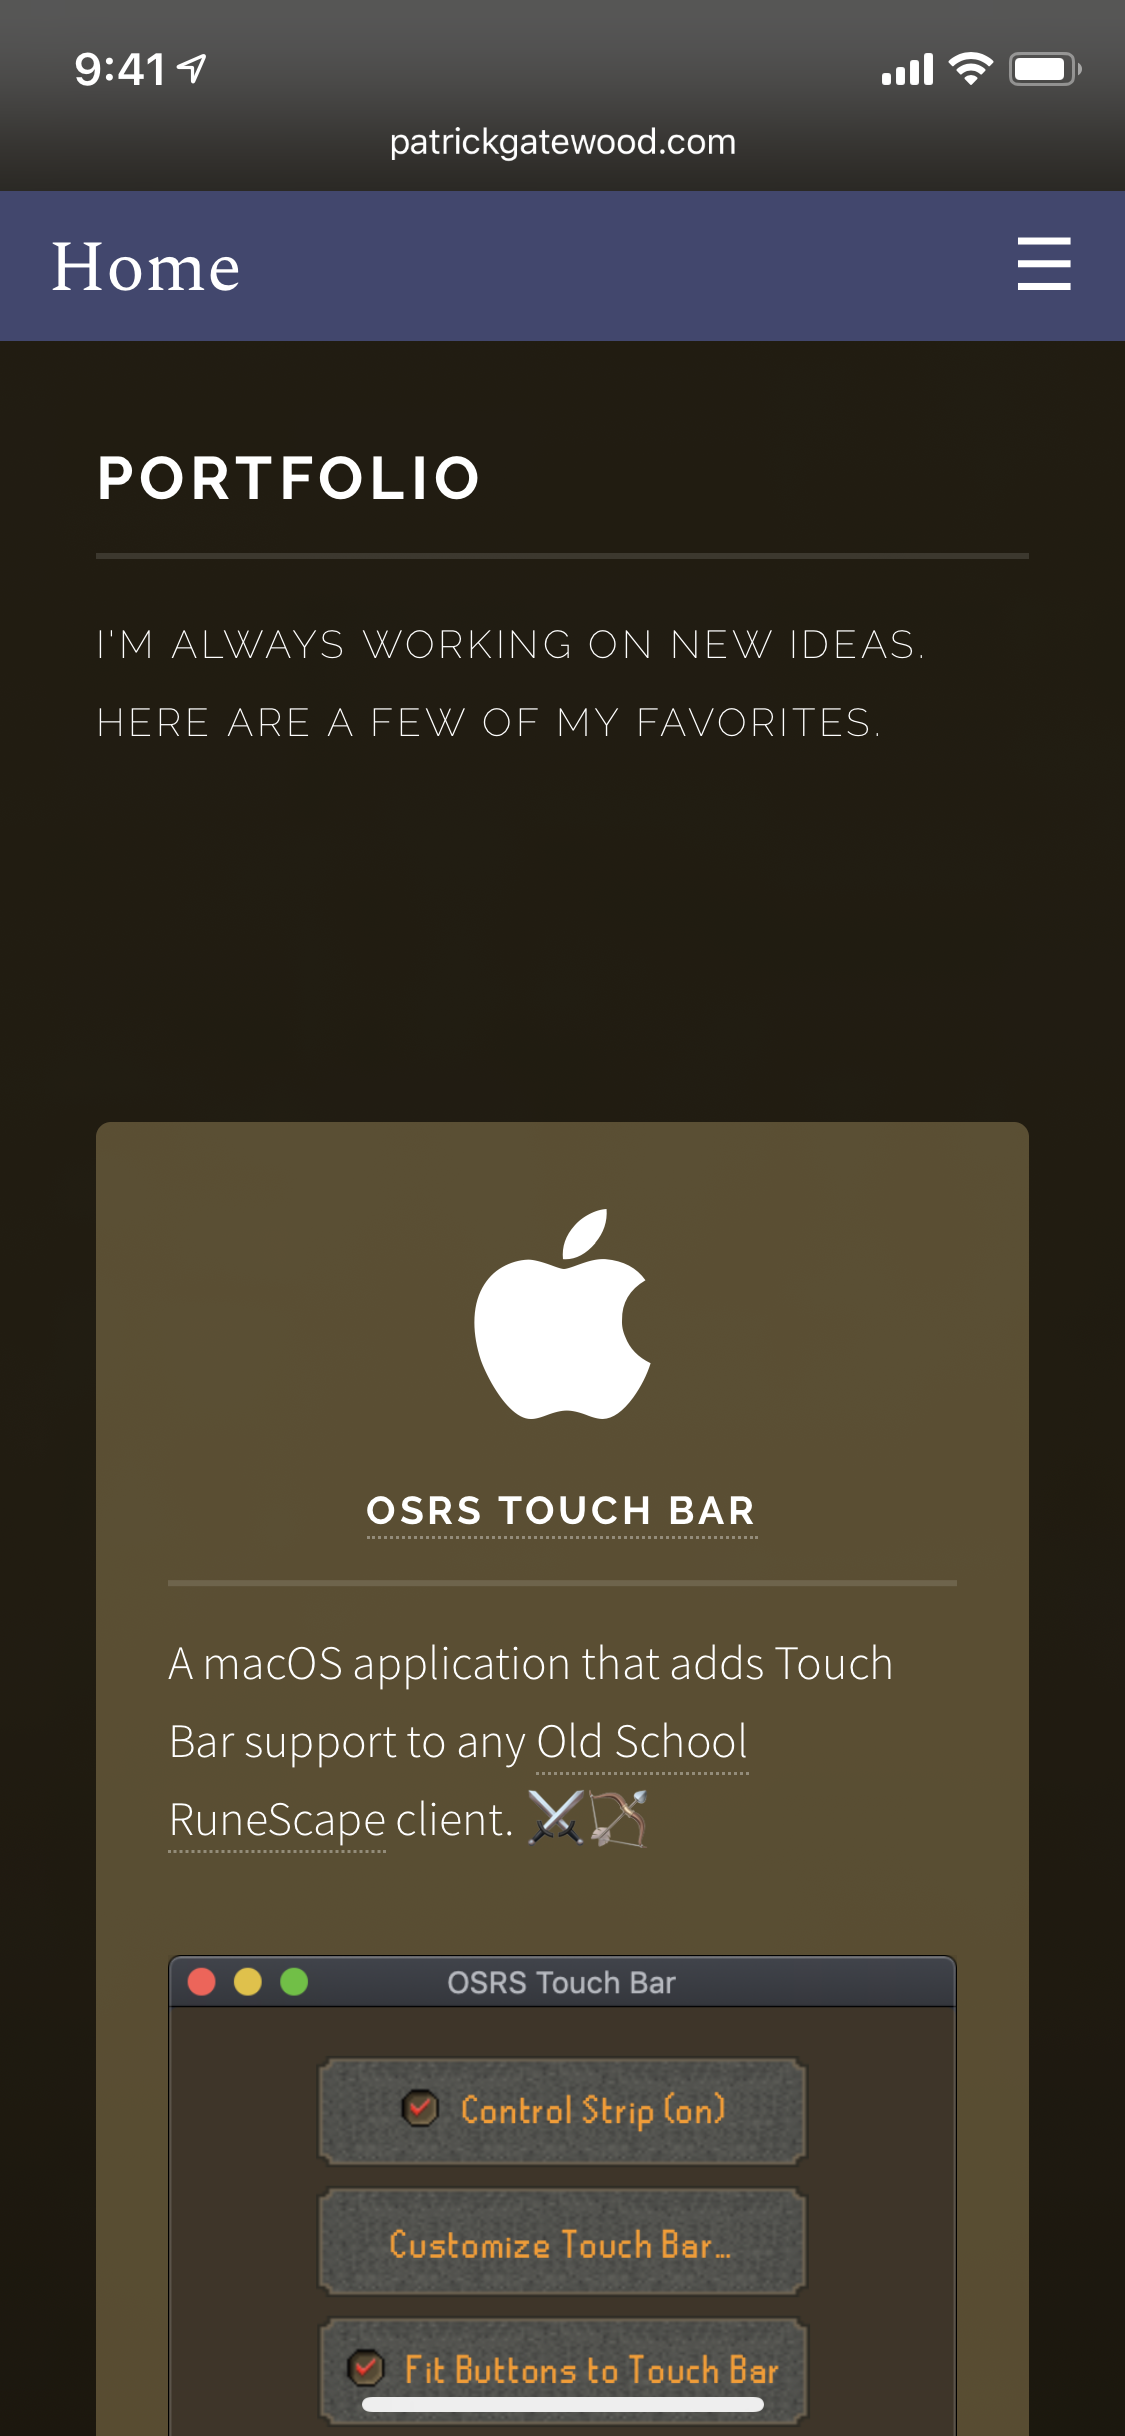 9:41
patrickgatewood.com
Home
PORTFOLIO
I'M ALWAYS WORKING ON NEW IDEAS.
HERE ARE A FEW OF MY FAVORITES.
OSRS TOUCH BAR
A macOS application that adds Touch
Bar support to any Old School
RuneScape client. ⚔️🏹
OSRS Touch Bar
Control Strip (on)
Customize Touch Bar...
Fit Buttons to Touch Bar